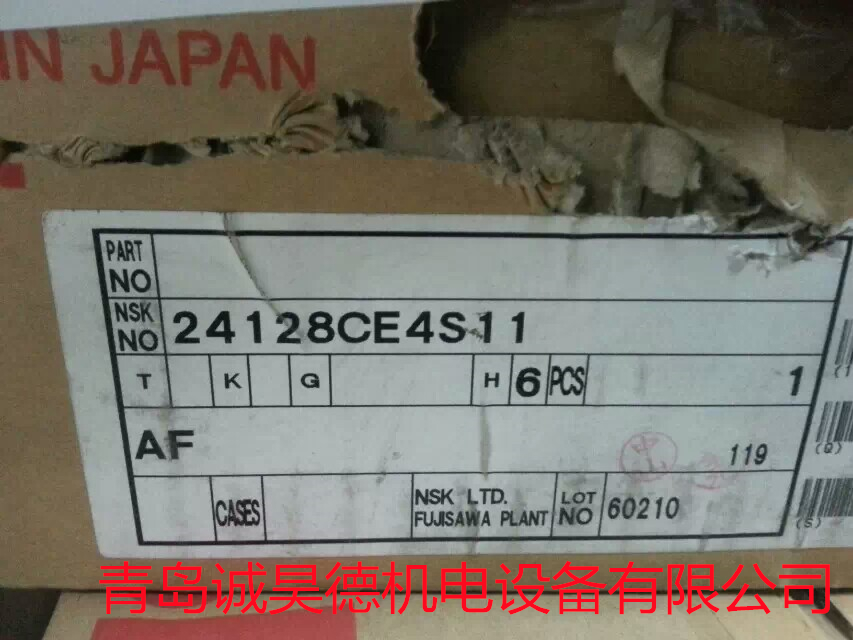 IN JAPAN
PART NO
NSK NO 24128CE4S11
T K G H 6 PCS 1
AF
119
CASES
NSK LTD.
FUJISAWA PLANT
LOT NO 60210
(Q)
(S)
青岛诚昊德机电设备有限公司